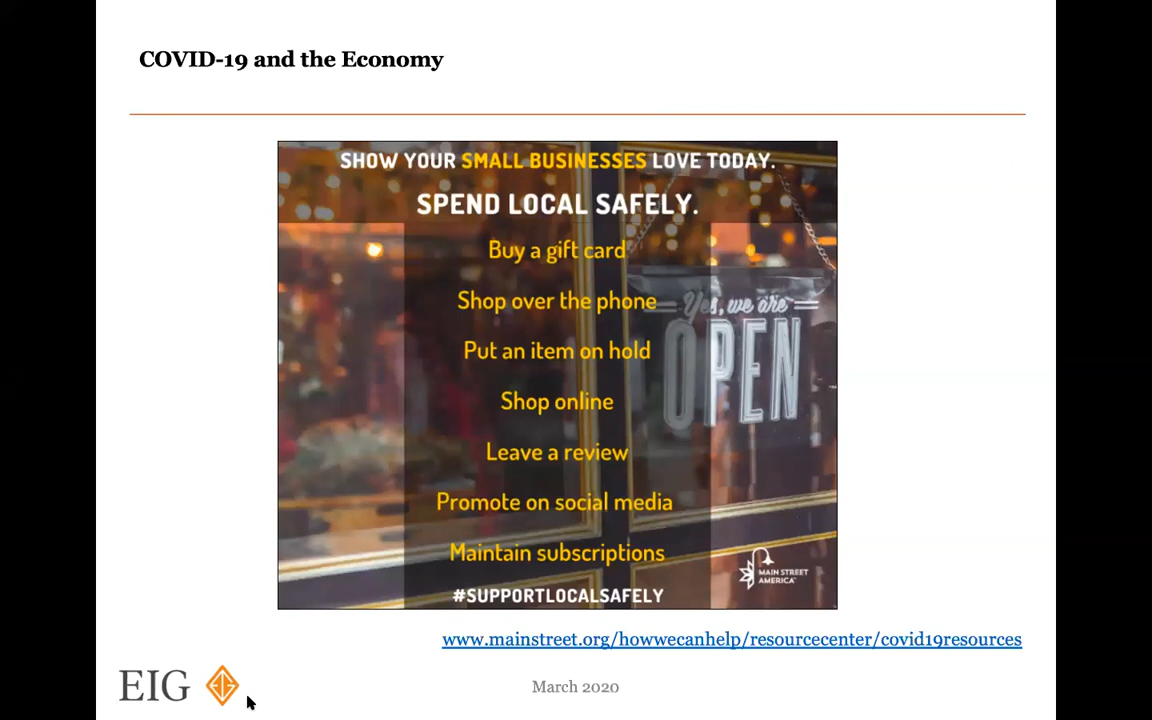 COVID-19 and the Economy
SHOW YOUR SMALL BUSINESSES LOVE TODAY.
SPEND LOCAL SAFELY.
Buy a gift card
Shop over the phone
Yes, we are
OPEN
Put an item on hold
Shop online
Leave a review
Promote on social media
Maintain subscriptions
MAIN STREET
AMERICA™
#SUPPORTLOCALSAFELY
www.mainstreet.org/howwecanhelp/resourcecenter/covid19resources
EIG EIG
March 2020